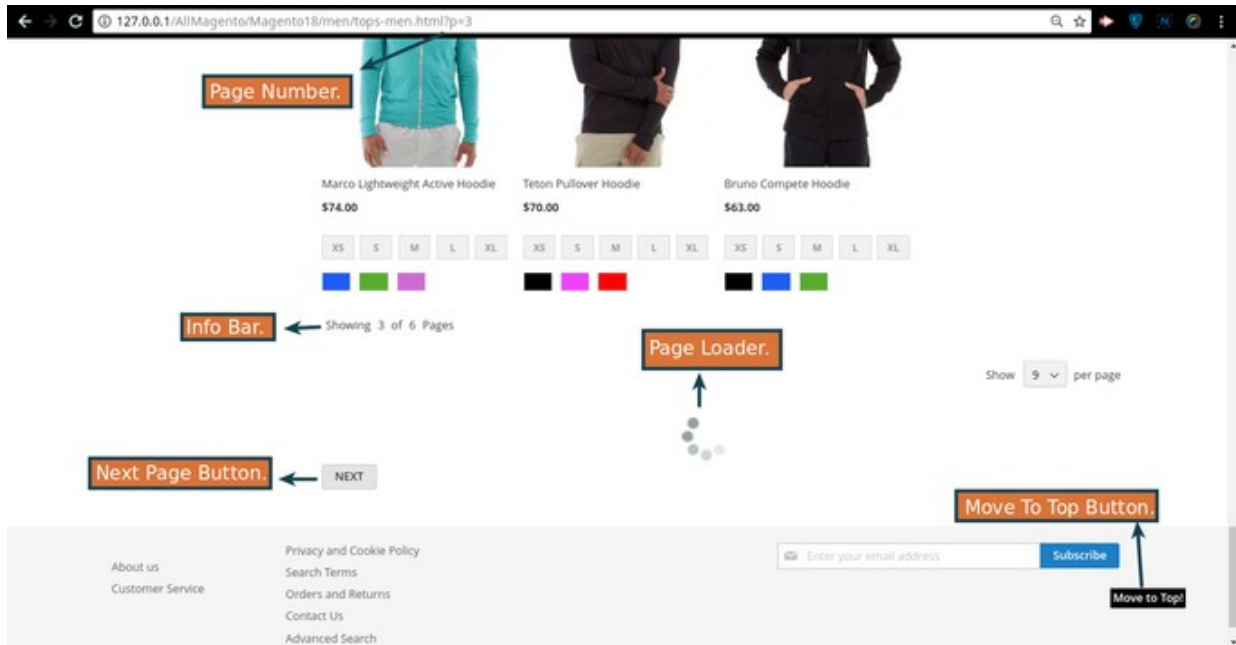 127.0.0.1/AllMagento/Magento18/men/tops-men.html?p=3
Page Number.
Marco Lightweight Active Hoodie Teton Pullover Hoodie Bruno Compete Hoodie
$74.00 $70.00 $63.00
XS S M L XL XS S M L XL XS S M L XL
Info Bar. Showing 3 of 6 Pages
Page Loader.
Show 9 per page
Next Page Button. NEXT
Move To Top Button.
Privacy and Cookie Policy
Enter your email address Subscribe
About us
Search Terms
Customer Service
Orders and Returns
Move to Top!
Contact Us
Advanced Search